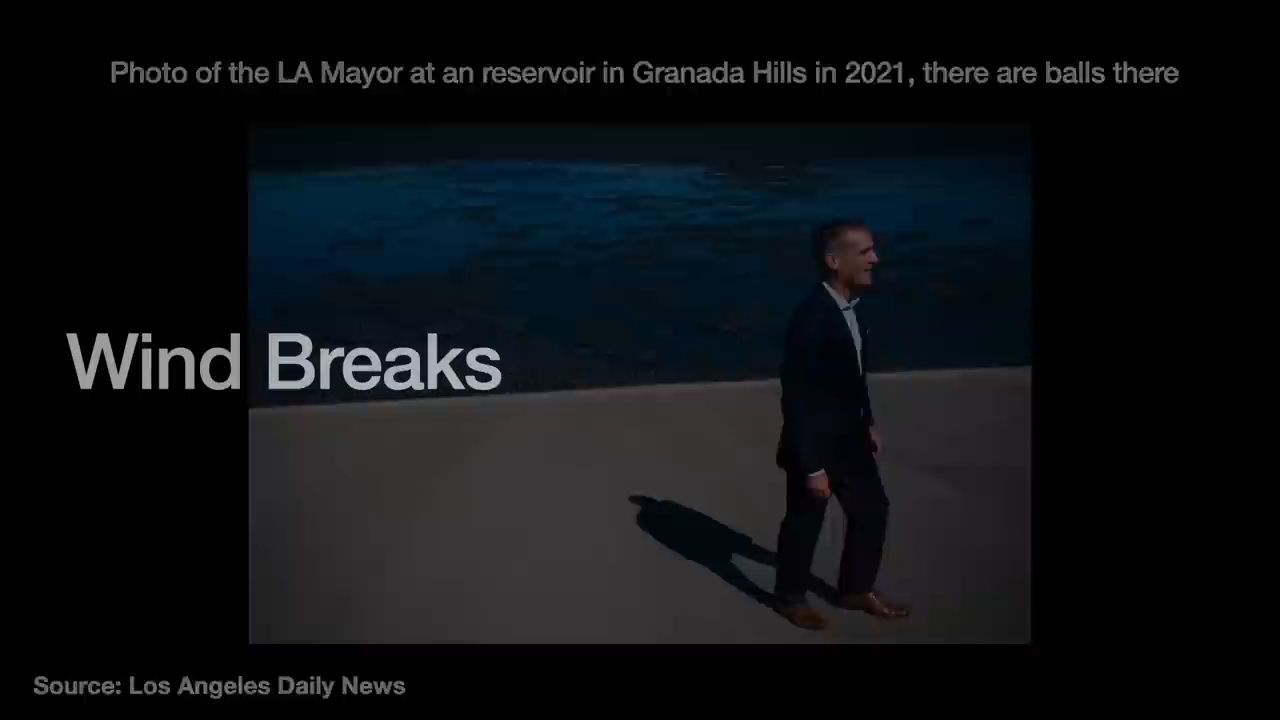 Photo of the LA Mayor at an reservoir in Granada Hills in 2021, there are balls there
Wind Breaks
Source: Los Angeles Daily News